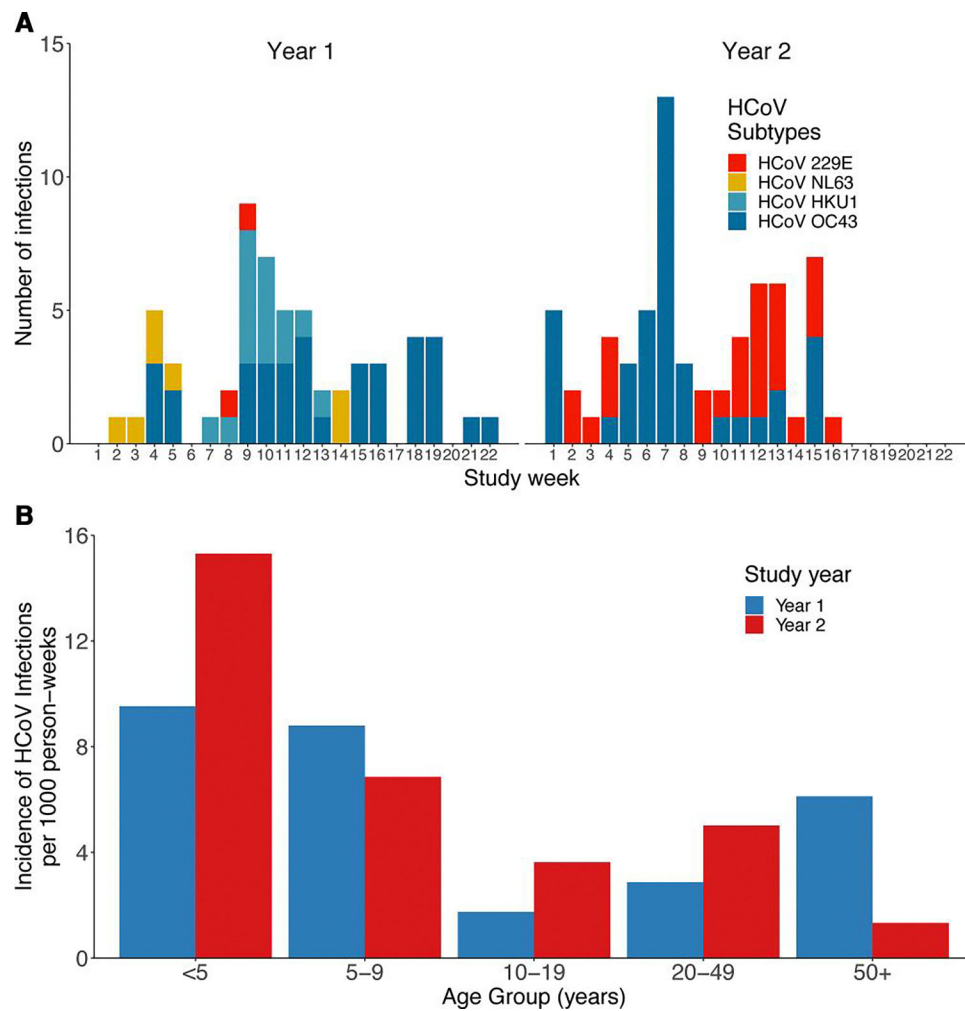 A
Year 1
Year 2
15
10
5
0
Number of infections
HCoV
Subtypes
HCoV 229E
HCoV NL63
HCoV HKU1
HCoV OC43
1 2 3 4 5 6 7 8 9 10 11 12 13 14 15 16 17 18 19 20 21 22
1 2 3 4 5 6 7 8 9 10 11 12 13 14 15 16 17 18 19 20 21 22
Study week
B
16
12
8
4
0
Incidence of HCoV Infections
per 1000 person−weeks
Study year
Year 1
Year 2
<5 5−9 10−19 20−49 50+
Age Group (years)